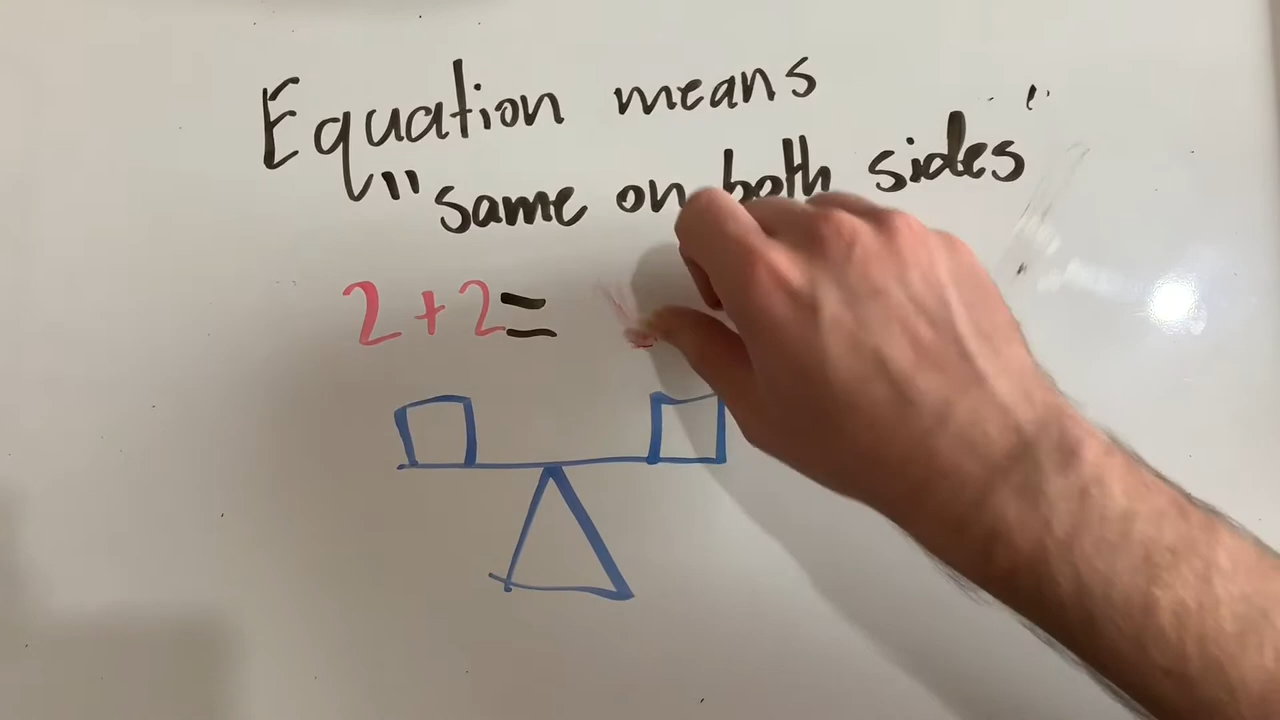 Equation means
"same on both sides"
2+2=